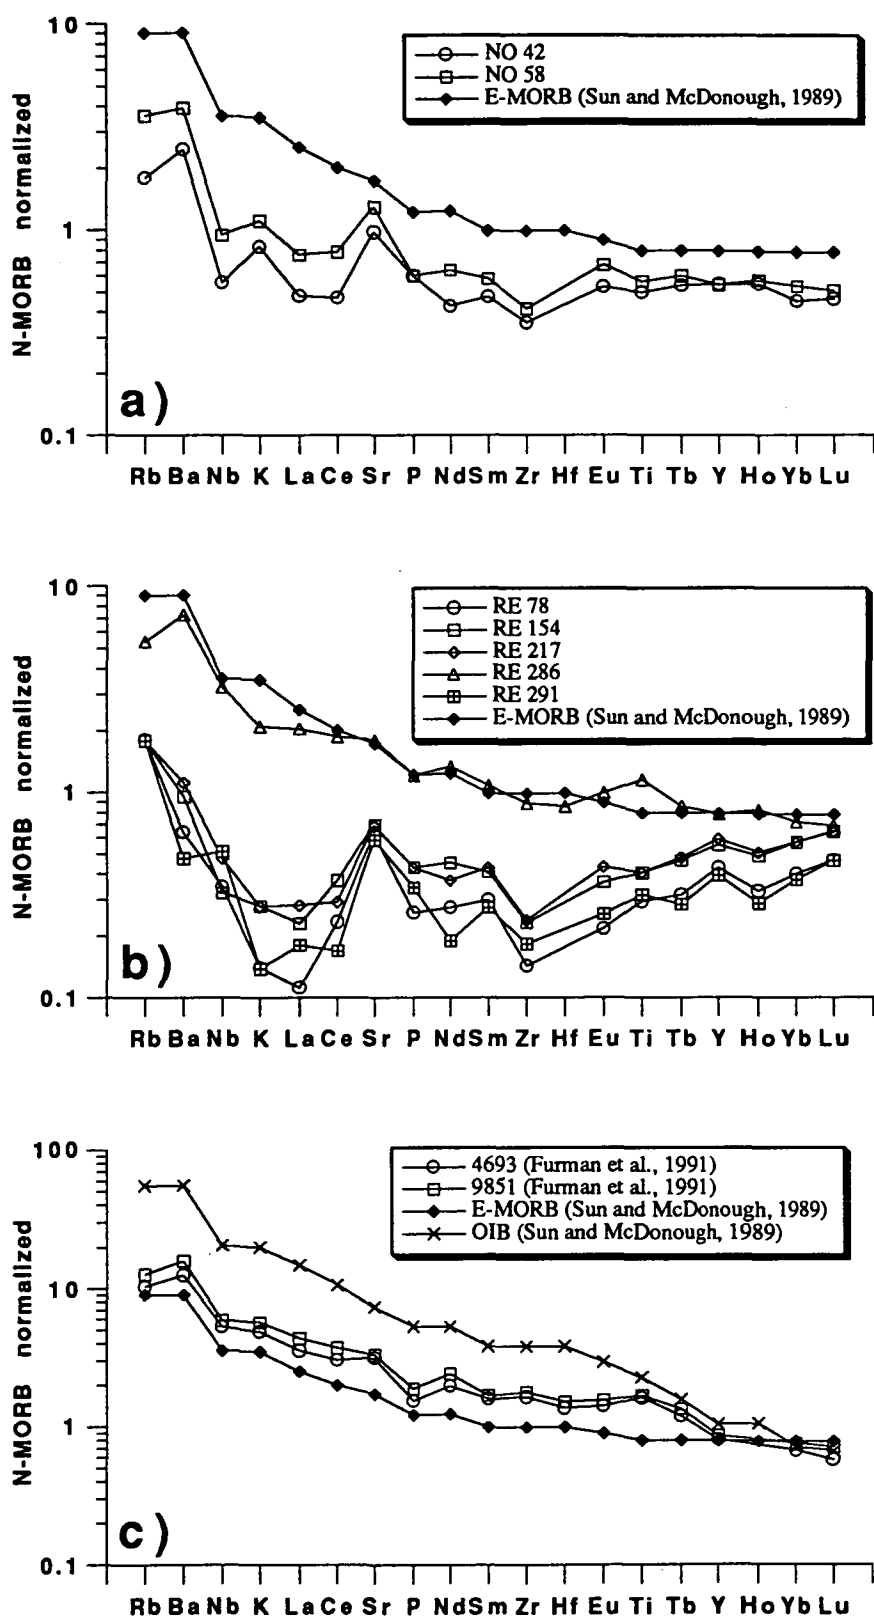 10
NO 42
NO 58
E-MORB (Sun and McDonough, 1989)
N-MORB normalized
1
a)
0.1
Rb Ba Nb K La Ce Sr P Nd Sm Zr Hf Eu Ti Tb Y Ho Yb Lu
10
RE 78
RE 154
RE 217
RE 286
RE 291
E-MORB (Sun and McDonough, 1989)
N-MORB normalized
1
b)
0.1
Rb Ba Nb K La Ce Sr P Nd Sm Zr Hf Eu Ti Tb Y Ho Yb Lu
100
4693 (Furman et al., 1991)
9851 (Furman et al., 1991)
E-MORB (Sun and McDonough, 1989)
OIB (Sun and McDonough, 1989)
N-MORB normalized
10
1
c)
0.1
Rb Ba Nb K La Ce Sr P Nd Sm Zr Hf Eu Ti Tb Y Ho Yb Lu